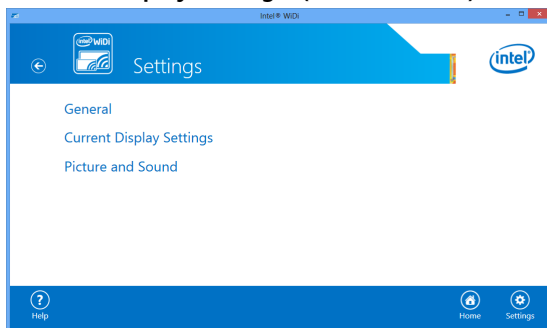 Intel® WiDi
intel WiDi
Settings
intel
General
Current Display Settings
Picture and Sound
?
Help
Home
Settings